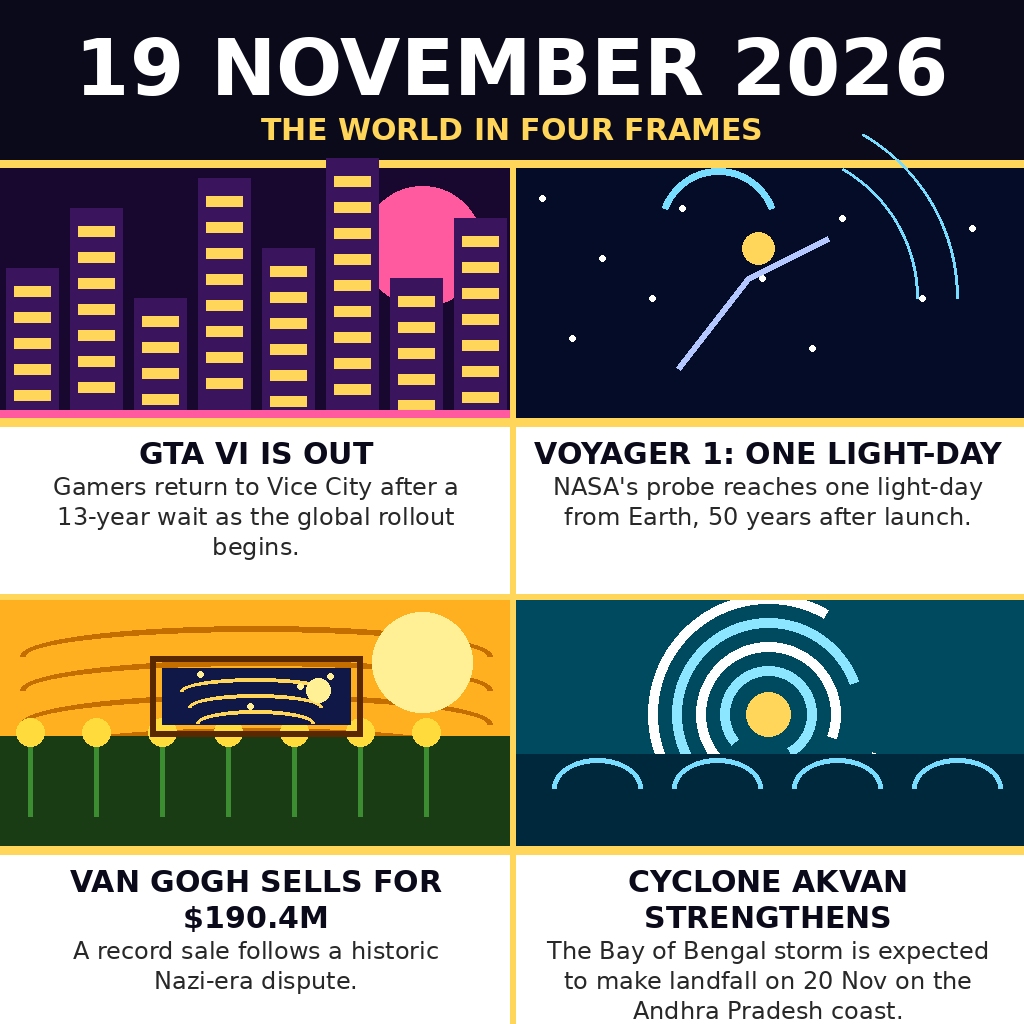 19 NOVEMBER 2026
THE WORLD IN FOUR FRAMES
GTA VI IS OUT
Gamers return to Vice City after a
13-year wait as the global rollout
begins.
VOYAGER 1: ONE LIGHT-DAY
NASA's probe reaches one light-day
from Earth, 50 years after launch.
VAN GOGH SELLS FOR
$190.4M
A record sale follows a historic
Nazi-era dispute.
CYCLONE AKVAN
STRENGTHENS
The Bay of Bengal storm is expected
to make landfall on 20 Nov on the
Andhra Pradesh coast.